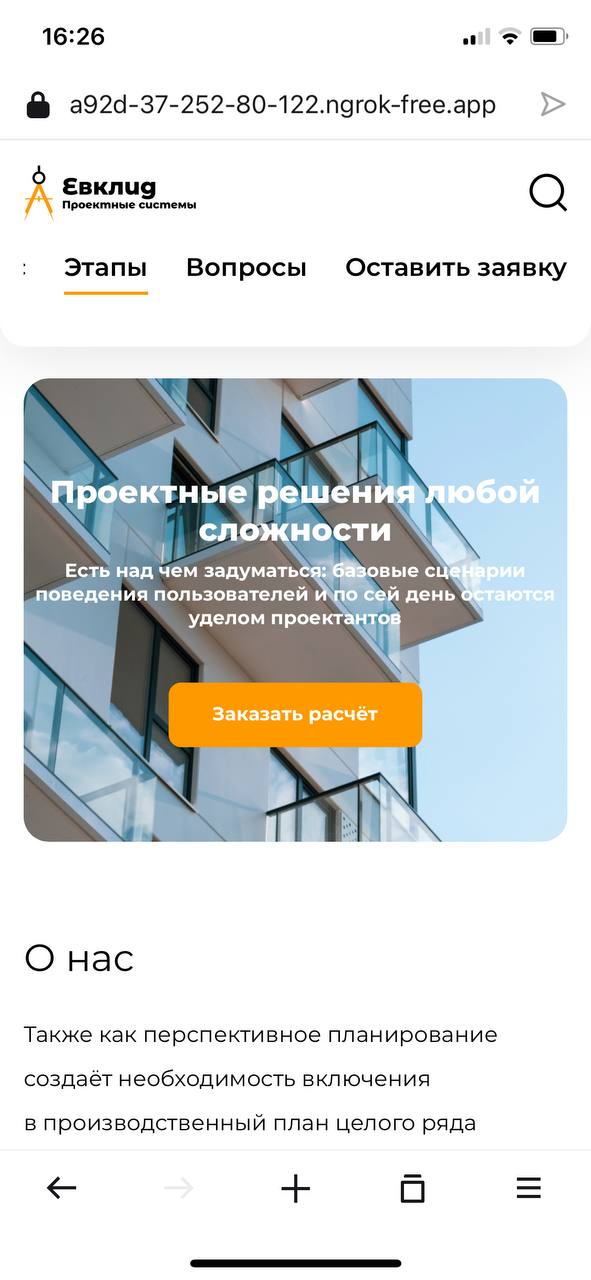 16:26
a92d-37-252-80-122.ngrok-free.app
Евклид
Проектные системы
Этапы Вопросы Оставить заявку
Проектные решения любой
сложности
Есть над чем задуматься: базовые сценарии
поведения пользователей и по сей день остаются
уделом проектантов
Заказать расчёт
О нас
Также как перспективное планирование
создаёт необходимость включения
в производственный план целого ряда